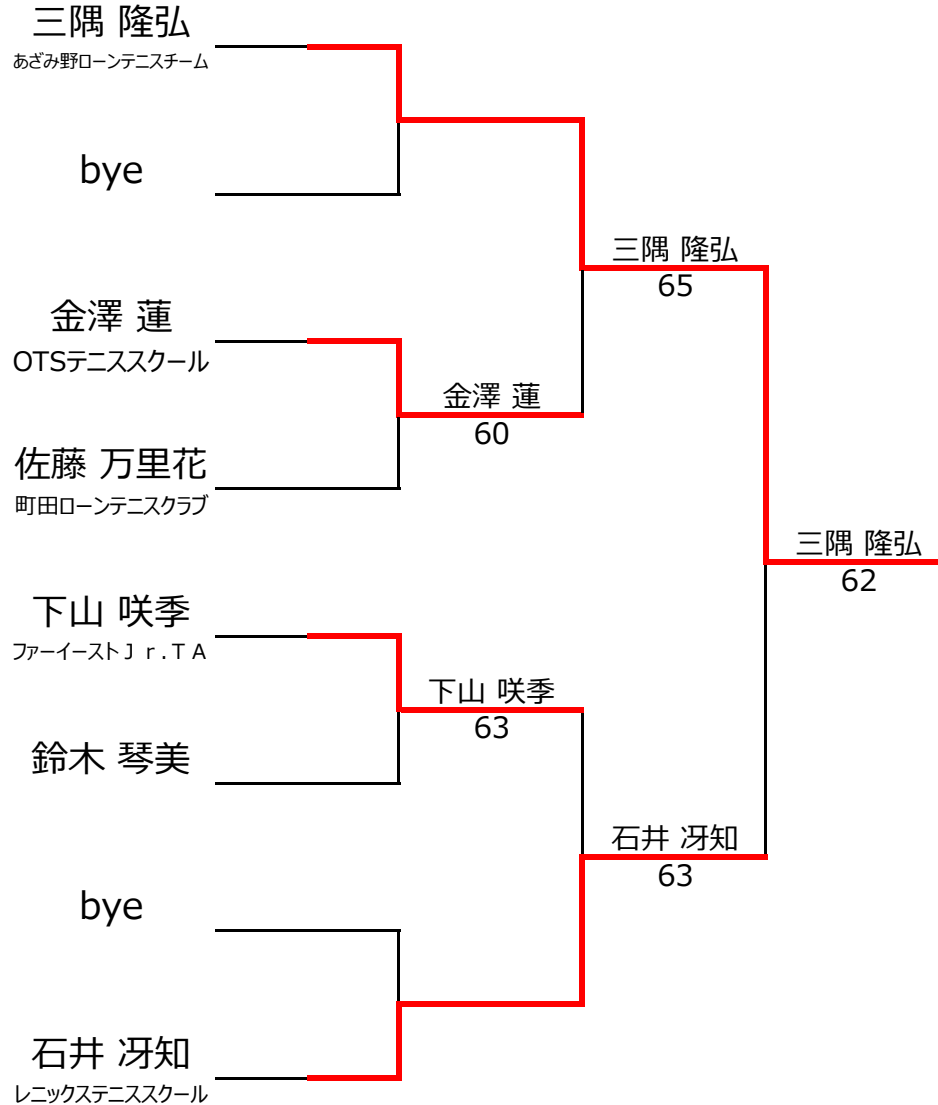 三隅 隆弘
あざみ野ローンテニスチーム
bye
三隅 隆弘
65
金澤 蓮
OTSテニススクール
金澤 蓮
60
佐藤 万里花
町田ローンテニスクラブ
三隅 隆弘
62
下山 咲季
ファーイーストＪｒ.ＴＡ
下山 咲季
63
鈴木 琴美
石井 冴知
63
bye
石井 冴知
レニックステニススクール